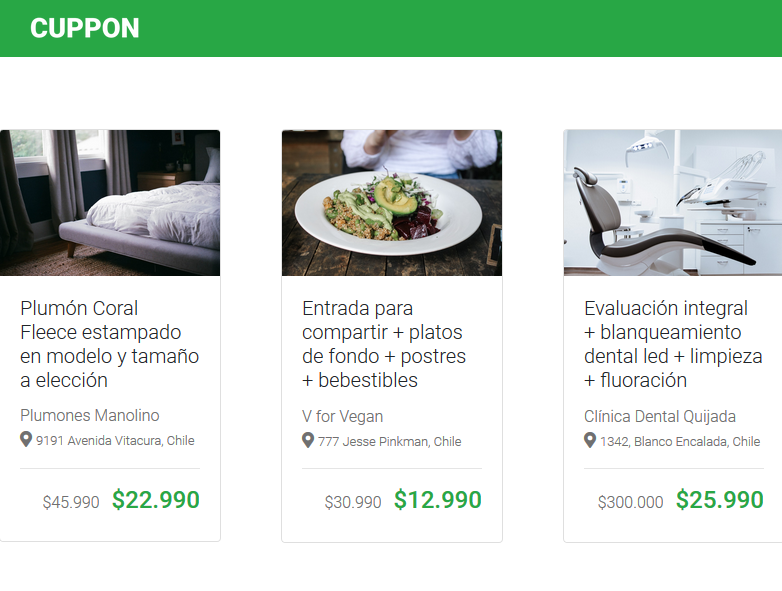 CUPPON
Plumón Coral
Fleece estampado
en modelo y tamaño
a elección
Plumones Manolino
9191 Avenida Vitacura, Chile
$45.990 $22.990
Entrada para
compartir + platos
de fondo + postres
+ bebestibles
V for Vegan
777 Jesse Pinkman, Chile
$30.990 $12.990
Evaluación integral
+ blanqueamiento
dental led + limpieza
+ fluoración
Clínica Dental Quijada
1342, Blanco Encalada, Chile
$300.000 $25.990